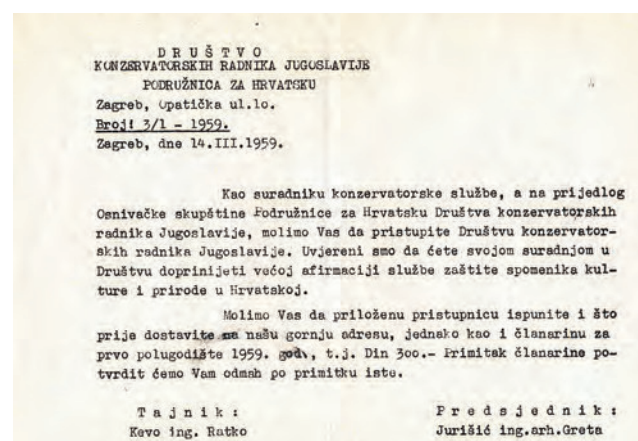 D R U Š T V O
KONZERVATORSKIH RADNIKA JUGOSLAVIJE
PODRUŽNICA ZA HRVATSKU
Zagreb, Opatička ul.lo.
Broj: 3/1 - 1959.
Zagreb, dne 14.III.1959.
Kao suradniku konzervatorske službe, a na prijedlog
Osnivačke skupštine Podružnice za Hrvatsku Društva konzervatorskih
radnika Jugoslavije, molimo Vas da pristupite Društvu konzervator-
skih radnika Jugoslavije. Uvjereni smo da ćete svojom suradnjom u
Društvu doprinijeti većoj afirmaciji službe zaštite spomenika kul-
ture i prirode u Hrvatskoj.
Molimo Vas da priloženu pristupnicu ispunite i što
prije dostavite na našu gornju adresu, jednako kao i članarinu za
prvo polugodište 1959. god., t.j. Din 3oo.- Primitak članarine po-
tvrdit ćemo Vam odmah po primitku iste.
T a j n i k : P r e d s j e d n i k :
Kevo ing. Ratko Jurišić ing.arh.Greta